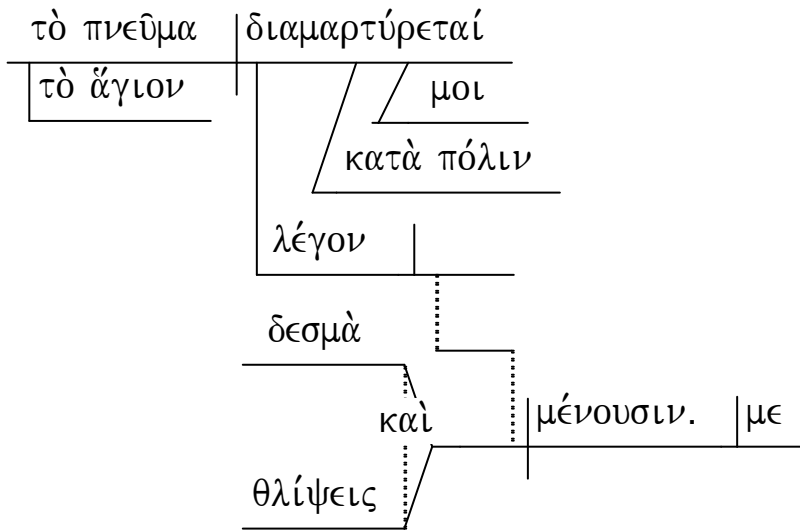 τὸ πνεῦμα διαμαρτύρεταί
τὸ ἅγιον μοι
κατὰ πόλιν
λέγον
δεσμὰ
καὶ μένουσιν. με
θλίψεις